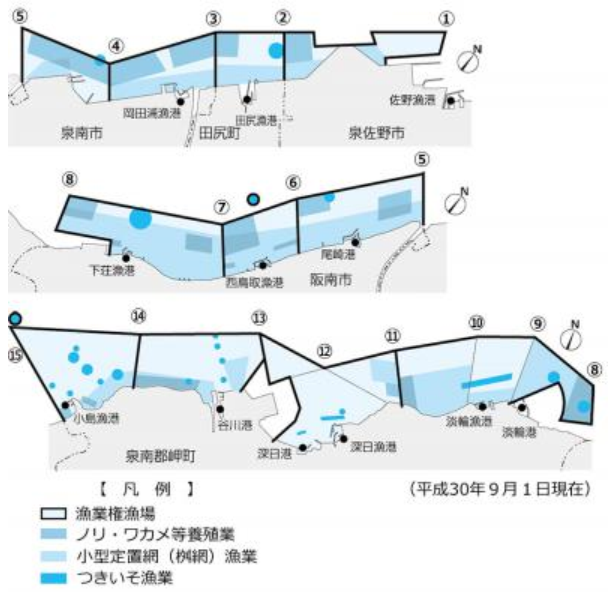 ⑤ ④ ③ ② ① N
岡田浦漁港 田尻漁港 佐野漁港
泉南市 田尻町 泉佐野市
⑧ ⑦ ⑥ ⑤ N
下荘漁港 西鳥取漁港 尾崎港
阪南市
⑮ ⑭ ⑬ ⑫ ⑪ ⑩ ⑨ ⑧ N
小島漁港 谷川港 深日港 深日漁港 淡輪漁港 淡輪港
泉南郡岬町
【 凡 例 】 (平成30年9月1日現在)
漁業権漁場
ノリ・ワカメ等養殖業
小型定置網(桝網)漁業
つきいそ漁業